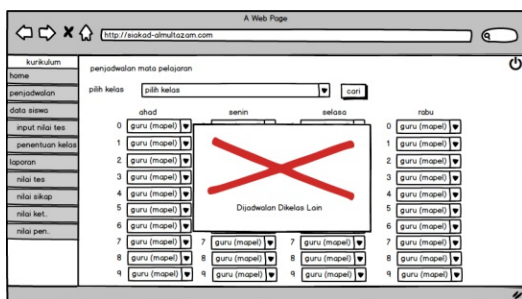 A Web Page
http://siakad-almultazam.com
kurikulum
home
penjadwalan
data siswa
input nilai tes
penentuan kelas
laporan
nilai tes
nilai sikap
nilai ket.
nilai pen.
penjadwalan mata pelajaran
pilih kelas pilih kelas cari
ahad senin selasa rabu
0 guru (mapel) 0 guru (mapel)
1 guru (mapel) 1 guru (mapel)
2 guru (mapel) 2 guru (mapel)
3 guru (mapel) 3 guru (mapel)
4 guru (mapel) 4 guru (mapel)
5 guru (mapel) 5 guru (mapel)
6 guru (mapel) 6 guru (mapel)
Dijadwalan Dikelas Lain
7 guru (mapel) 7 guru (mapel) 7 guru (mapel) 7 guru (mapel)
8 guru (mapel) 8 guru (mapel) 8 guru (mapel) 8 guru (mapel)
9 guru (mapel) 9 guru (mapel) 9 guru (mapel) 9 guru (mapel)